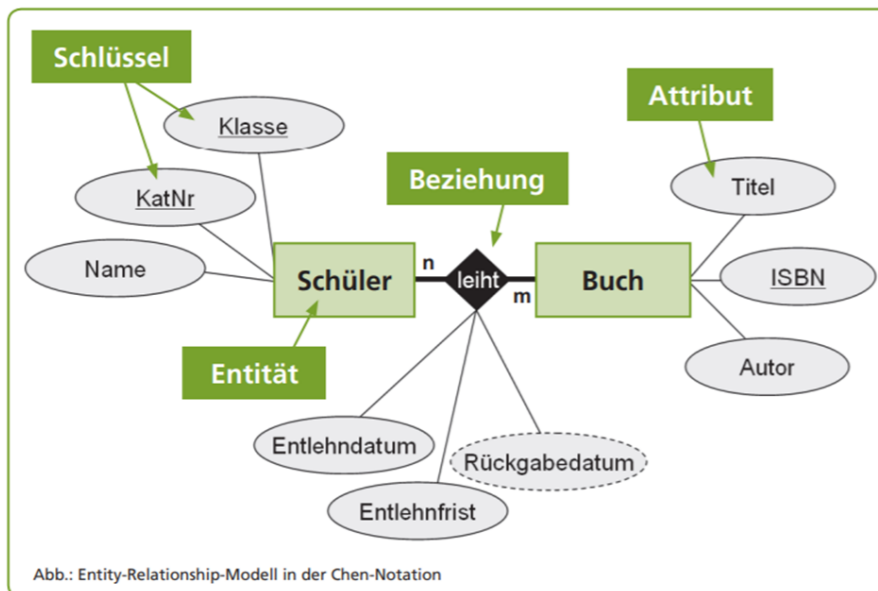 Schlüssel
Klasse
Attribut
KatNr
Beziehung
Titel
Name
Schüler
n
leiht
m
Buch
ISBN
Entität
Autor
Entlehndatum
Rückgabedatum
Entlehnfrist
Abb.: Entity-Relationship-Modell in der Chen-Notation